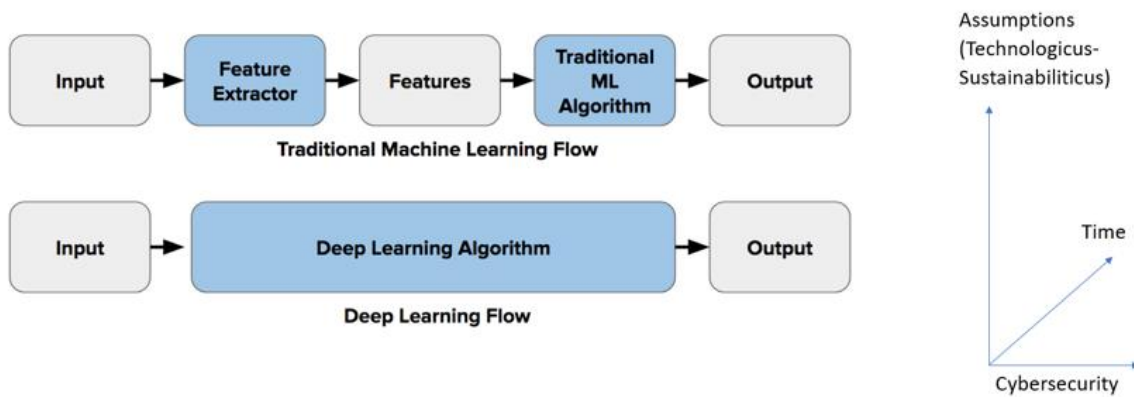 Input
Feature
Extractor
Features
Traditional
ML
Algorithm
Output
Traditional Machine Learning Flow
Input
Deep Learning Algorithm
Output
Deep Learning Flow
Assumptions
(Technologicus-
Sustainabiliticus)
Time
Cybersecurity